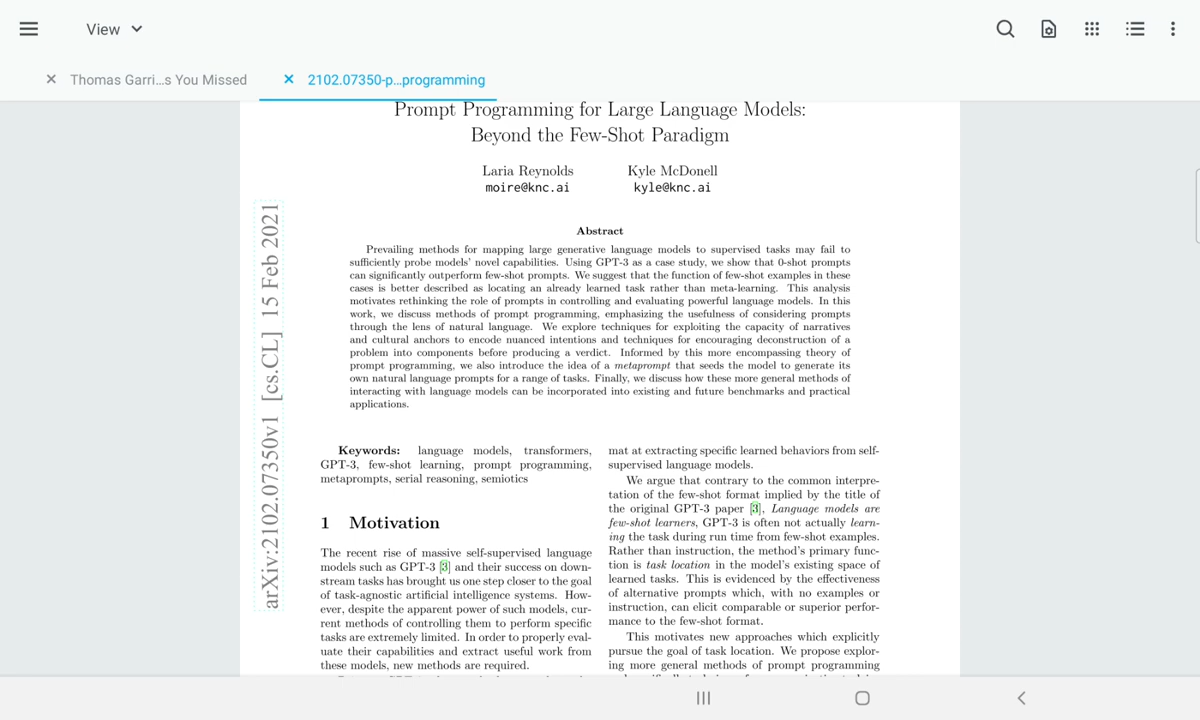 View
Thomas Garri...s You Missed
2102.07350-p...programming
Prompt Programming for Large Language Models:
Beyond the Few-Shot Paradigm
Laria Reynolds
moire@knc.ai
Kyle McDonell
kyle@knc.ai
arXiv:2102.07350v1 [cs.CL] 15 Feb 2021
Abstract
Prevailing methods for mapping large generative language models to supervised tasks may fail to
sufficiently probe models' novel capabilities. Using GPT-3 as a case study, we show that 0-shot prompts
can significantly outperform few-shot prompts. We suggest that the function of few-shot examples in these
cases is better described as locating an already learned task rather than meta-learning. This analysis
motivates rethinking the role of prompts in controlling and evaluating powerful language models. In this
work, we discuss methods of prompt programming, emphasizing the usefulness of considering prompts
through the lens of natural language. We explore techniques for exploiting the capacity of narratives
and cultural anchors to encode nuanced intentions and techniques for encouraging deconstruction of a
problem into components before producing a verdict. Informed by this more encompassing theory of
prompt programming, we also introduce the idea of a metaprompt that seeds the model to generate its
own natural language prompts for a range of tasks. Finally, we discuss how these more general methods of
interacting with language models can be incorporated into existing and future benchmarks and practical
applications.
Keywords: language models, transformers,
GPT-3, few-shot learning, prompt programming,
metaprompts, serial reasoning, semiotics
1 Motivation
The recent rise of massive self-supervised language
models such as GPT-3 [3] and their success on down-
stream tasks has brought us one step closer to the goal
of task-agnostic artificial intelligence systems. How-
ever, despite the apparent power of such models, cur-
rent methods of controlling them to perform specific
tasks are extremely limited. In order to properly eval-
uate their capabilities and extract useful work from
these models, new methods are required.
mat at extracting specific learned behaviors from self-
supervised language models.
We argue that contrary to the common interpre-
tation of the few-shot format implied by the title of
the original GPT-3 paper [3], Language models are
few-shot learners, GPT-3 is often not actually learn-
ing the task during run time from few-shot examples.
Rather than instruction, the method's primary func-
tion is task location in the model's existing space of
learned tasks. This is evidenced by the effectiveness
of alternative prompts which, with no examples or
instruction, can elicit comparable or superior perfor-
mance to the few-shot format.
This motivates new approaches which explicitly
pursue the goal of task location. We propose explor-
ing more general methods of prompt programming